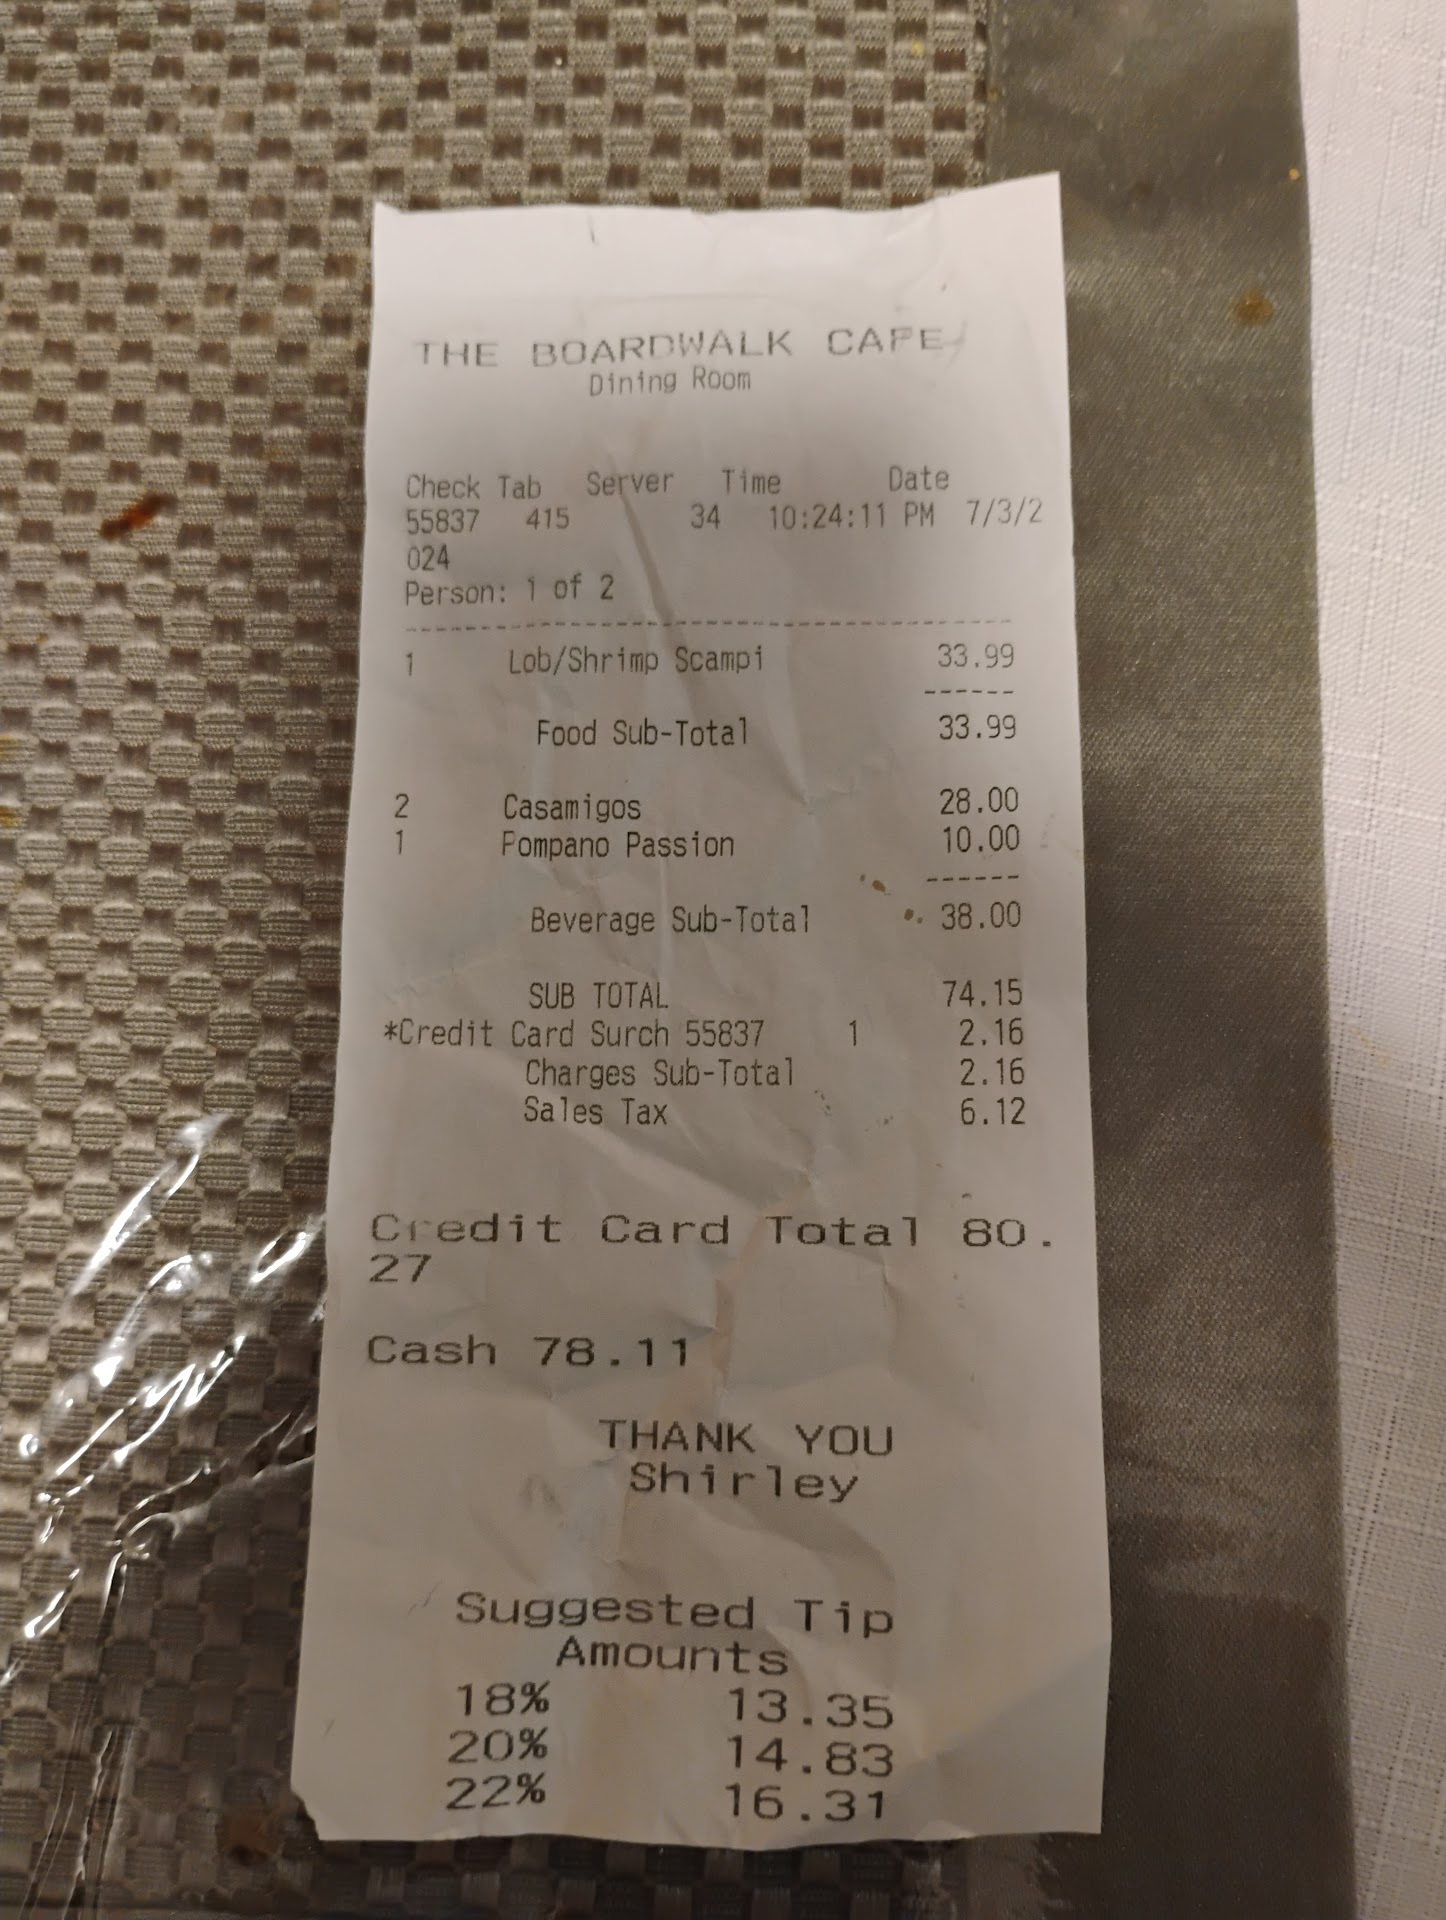 THE BOARDWALK CAFE
Dining Room
Check Tab Server Time Date
55837 415 34 10:24:11 PM 7/3/2
024
Person: 1 of 2
--------------------------------
1 Lob/Shrimp Scampi 33.99
------
Food Sub-Total 33.99
2 Casamigos 28.00
1 Pompano Passion 10.00
------
Beverage Sub-Total 38.00
SUB TOTAL 74.15
*Credit Card Surch 55837 1 2.16
Charges Sub-Total 2.16
Sales Tax 6.12
Credit Card Total 80.
27
Cash 78.11
THANK YOU
Shirley
Suggested Tip
Amounts
18% 13.35
20% 14.83
22% 16.31